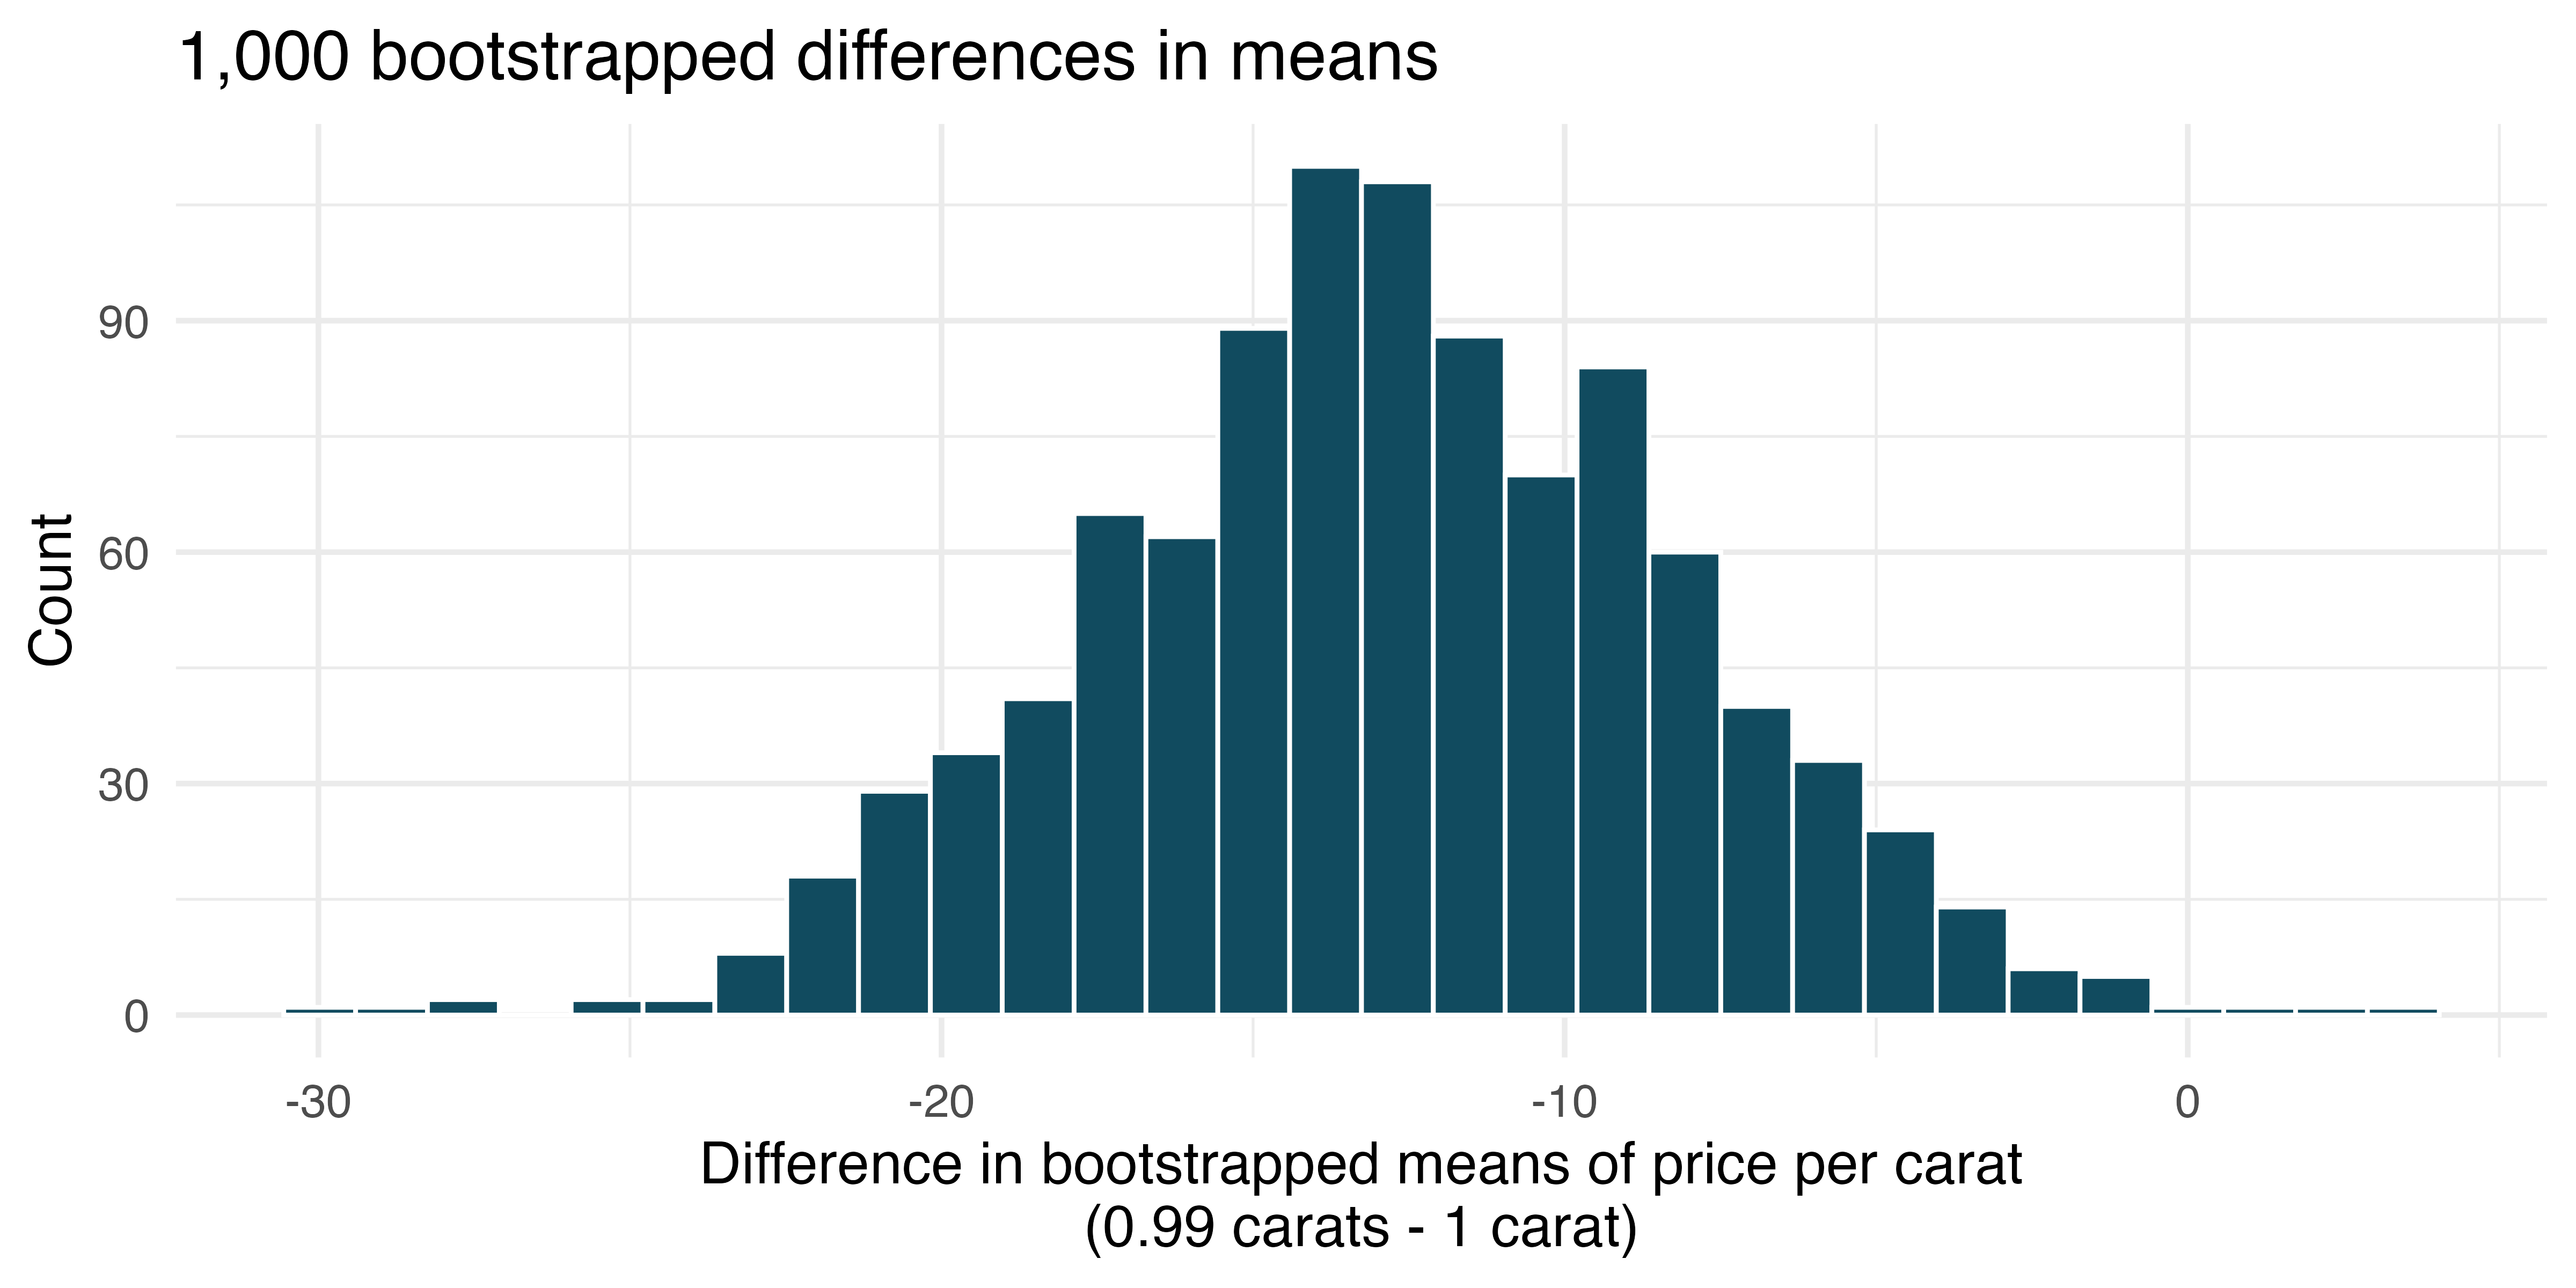 1,000 bootstrapped differences in means
Count
90
60
30
0
-30
-20
-10
0
Difference in bootstrapped means of price per carat
(0.99 carats - 1 carat)